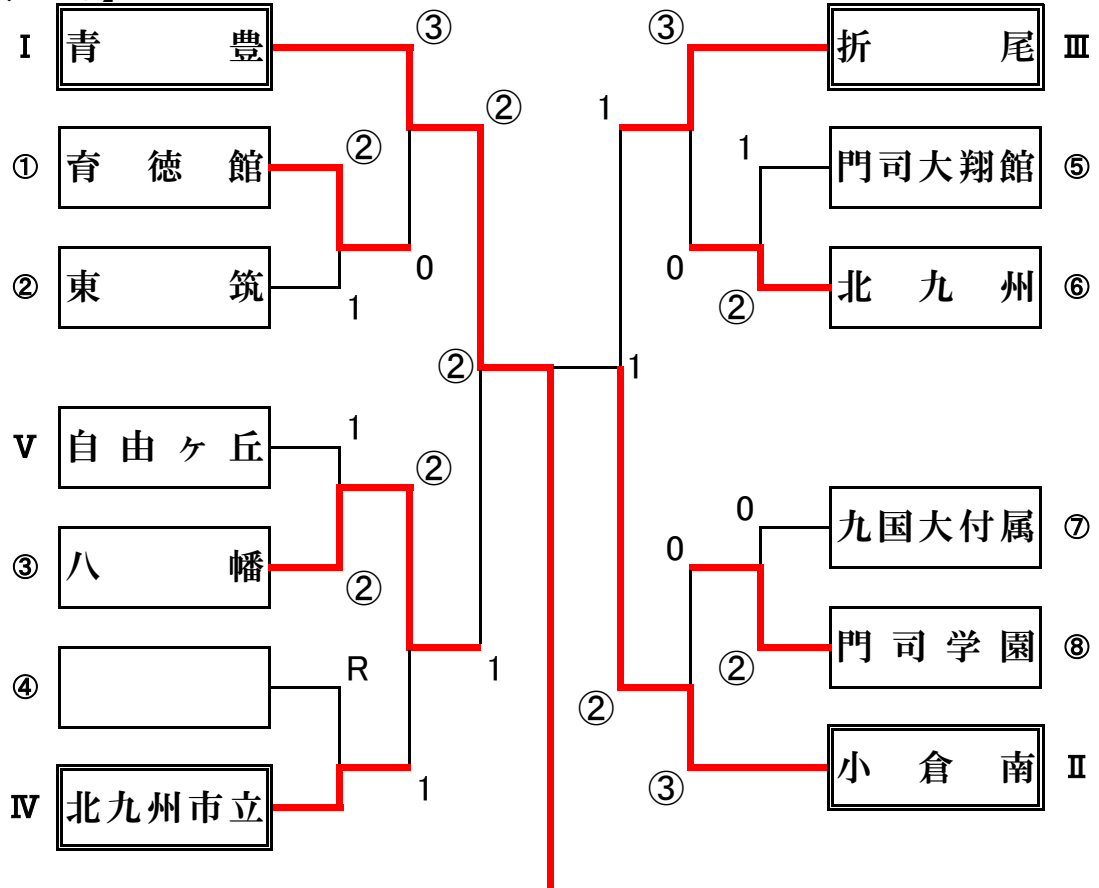 Ⅰ 青豊 ③ ③ 折尾 Ⅲ
② 1
① 育徳館 ② 1 門司大翔館 ⑤
② 東筑 1 0 0 ② 北九州 ⑥
② 1
Ⅴ 自由ヶ丘 1 ②
0 九国大付属 ⑦
③ 八幡 ② 0
④ R 1 ② 門司学園 ⑧
②
Ⅳ 北九州市立 1 ③ 小倉南 Ⅱ